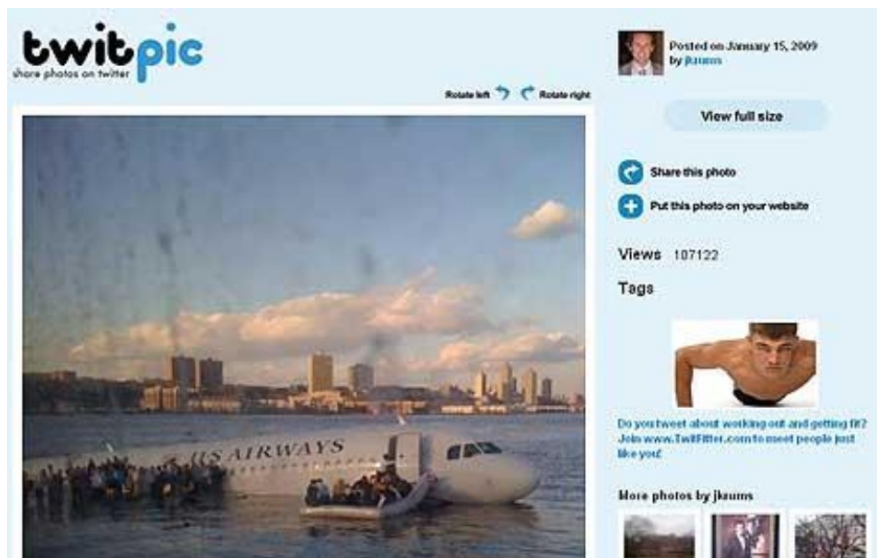 twitpic
share photos on twitter
Rotate left
Rotate right
US AIRWAYS
Posted on January 15, 2009
by jkrums
View full size
Share this photo
Put this photo on your website
Views 107122
Tags
Do you tweet about working out and getting fit?
Join www.TwitFitter.com to meet people just
like you!
More photos by jkrums